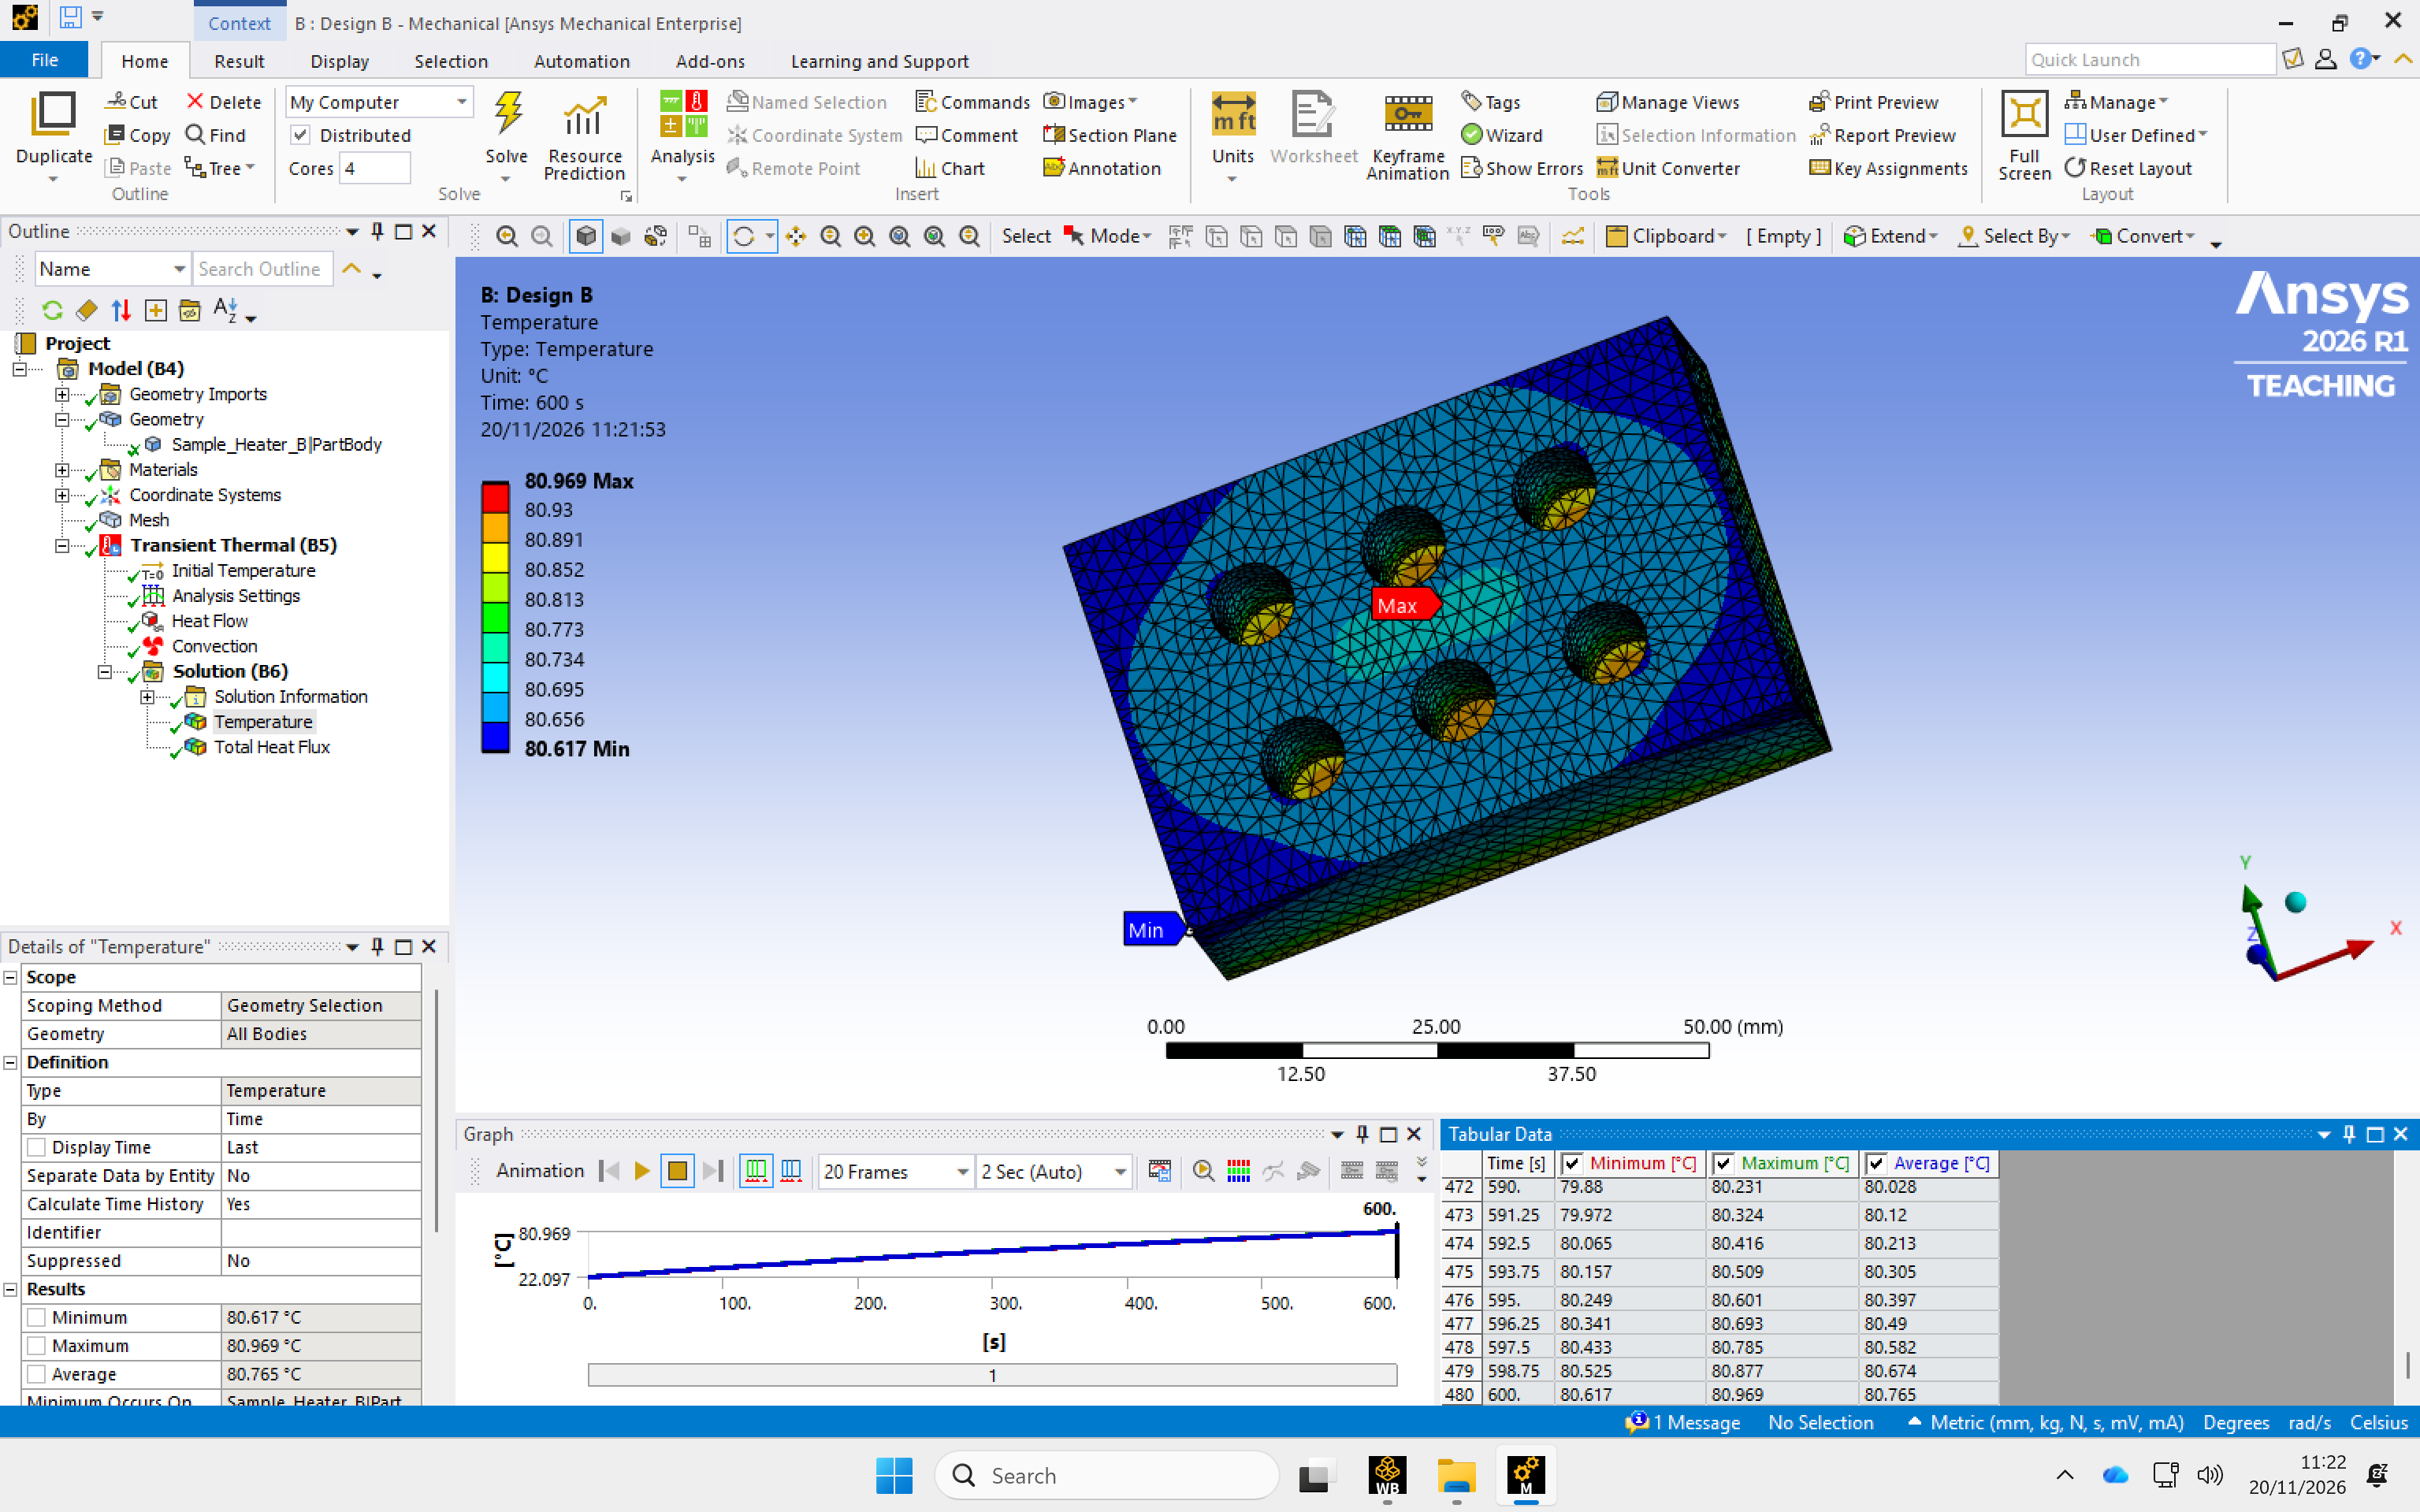 Context
B : Design B - Mechanical [Ansys Mechanical Enterprise]
File
Home
Result
Display
Selection
Automation
Add-ons
Learning and Support
Quick Launch
Duplicate
Cut
Delete
Copy
Find
Paste
Tree
Outline
My Computer
Distributed
Cores 4
Solve
Resource
Prediction
Solve
Analysis
Named Selection
Coordinate System
Remote Point
Commands
Comment
Chart
Images
Section Plane
Annotation
Insert
Units
Worksheet
Keyframe
Animation
Tags
Wizard
Show Errors
Manage Views
Selection Information
Unit Converter
Print Preview
Report Preview
Key Assignments
Tools
Full
Screen
Manage
User Defined
Reset Layout
Layout
Outline
Name
Search Outline
Select
Mode
Clipboard
[ Empty ]
Extend
Select By
Convert
Project
Model (B4)
Geometry Imports
Geometry
Sample_Heater_B|PartBody
Materials
Coordinate Systems
Mesh
Transient Thermal (B5)
Initial Temperature
Analysis Settings
Heat Flow
Convection
Solution (B6)
Solution Information
Temperature
Total Heat Flux
B: Design B
Temperature
Type: Temperature
Unit: °C
Time: 600 s
20/11/2026 11:21:53
80.969 Max
80.93
80.891
80.852
80.813
80.773
80.734
80.695
80.656
80.617 Min
Ansys
2026 R1
TEACHING
Max
Min
Y
X
Z
0.00
25.00
50.00 (mm)
12.50
37.50
Details of "Temperature"
Scope
Scoping Method Geometry Selection
Geometry All Bodies
Definition
Type Temperature
By Time
Display Time Last
Separate Data by Entity No
Calculate Time History Yes
Identifier
Suppressed No
Results
Minimum 80.617 °C
Maximum 80.969 °C
Average 80.765 °C
Minimum Occurs On Sample_Heater_B|Part
Graph
Animation
20 Frames
2 Sec (Auto)
600.
[°C]
80.969
22.097
0.
100.
200.
300.
400.
500.
600.
[s]
1
Tabular Data
Time [s] Minimum [°C] Maximum [°C] Average [°C]
472 590. 79.88 80.231 80.028
473 591.25 79.972 80.324 80.12
474 592.5 80.065 80.416 80.213
475 593.75 80.157 80.509 80.305
476 595. 80.249 80.601 80.397
477 596.25 80.341 80.693 80.49
478 597.5 80.433 80.785 80.582
479 598.75 80.525 80.877 80.674
480 600. 80.617 80.969 80.765
1 Message
No Selection
Metric (mm, kg, N, s, mV, mA)
Degrees
rad/s
Celsius
Search
WB
M
11:22
20/11/2026